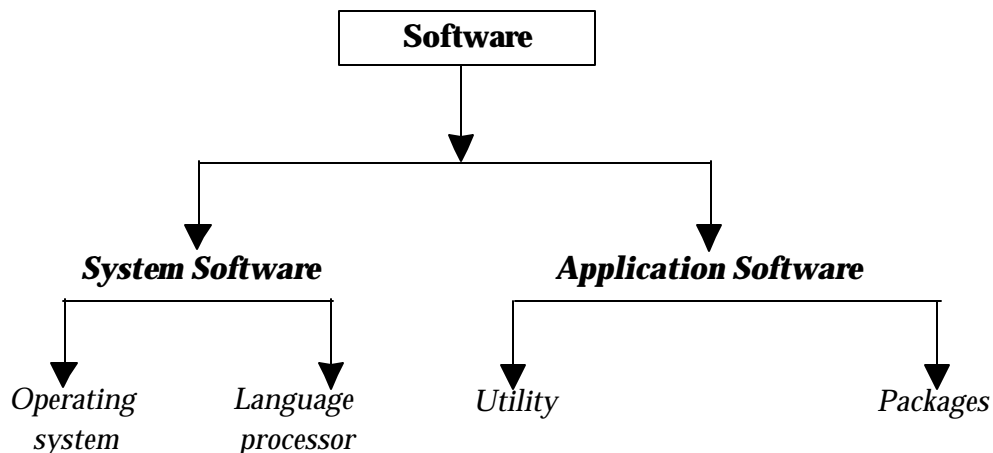 Software
System Software
Application Software
Operating
system
Language
processor
Utility
Packages